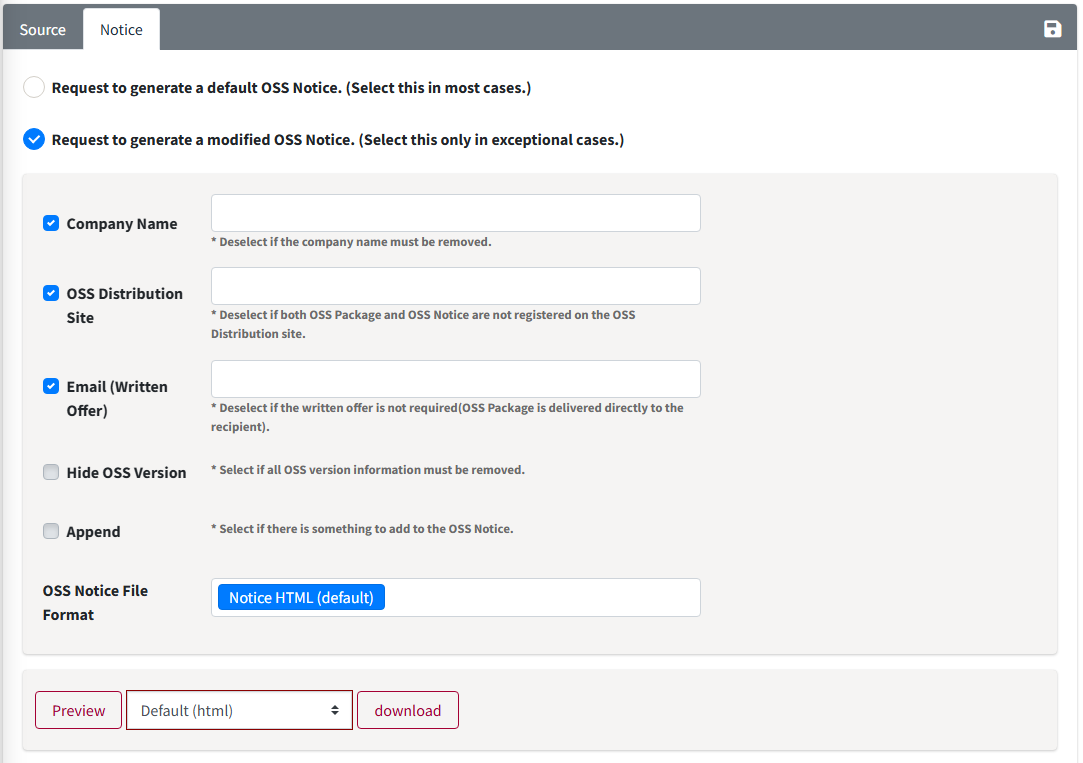 Source
Notice
Request to generate a default OSS Notice. (Select this in most cases.)
Request to generate a modified OSS Notice. (Select this only in exceptional cases.)
Company Name
* Deselect if the company name must be removed.
OSS Distribution
Site
* Deselect if both OSS Package and OSS Notice are not registered on the OSS
Distribution site.
Email (Written
Offer)
* Deselect if the written offer is not required(OSS Package is delivered directly to the
recipient).
Hide OSS Version
* Select if all OSS version information must be removed.
Append
* Select if there is something to add to the OSS Notice.
OSS Notice File
Format
Notice HTML (default)
Preview
Default (html)
download